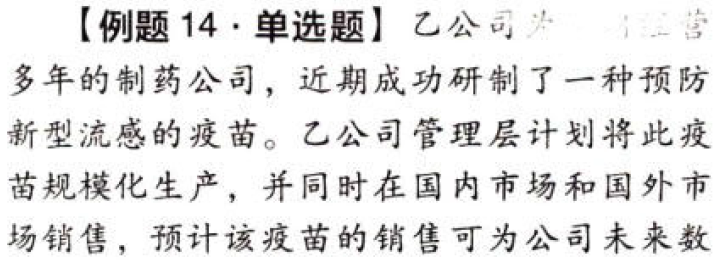 【例题 14 · 单选题】 乙公司为 经营
多年的制药公司，近期成功研制了一种预防
新型流感的疫苗。乙公司管理层计划将此疫
苗规模化生产，并同时在国内市场和国外市
场销售，预计该疫苗的销售可为公司未来数